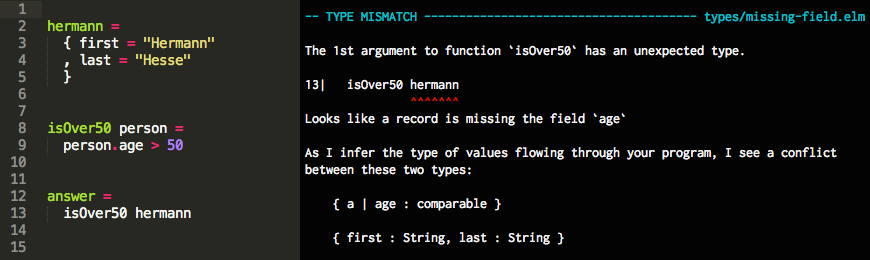 1
2 hermann =
3 { first = "Hermann"
4 , last = "Hesse"
5 }
6
7
8 isOver50 person =
9 person.age > 50
10
11
12 answer =
13 isOver50 hermann
14
15
-- TYPE MISMATCH --------------------------------------- types/missing-field.elm
The 1st argument to function `isOver50` has an unexpected type.
13| isOver50 hermann
^^^^^^^
Looks like a record is missing the field `age`
As I infer the type of values flowing through your program, I see a conflict
between these two types:
{ a | age : comparable }
{ first : String, last : String }